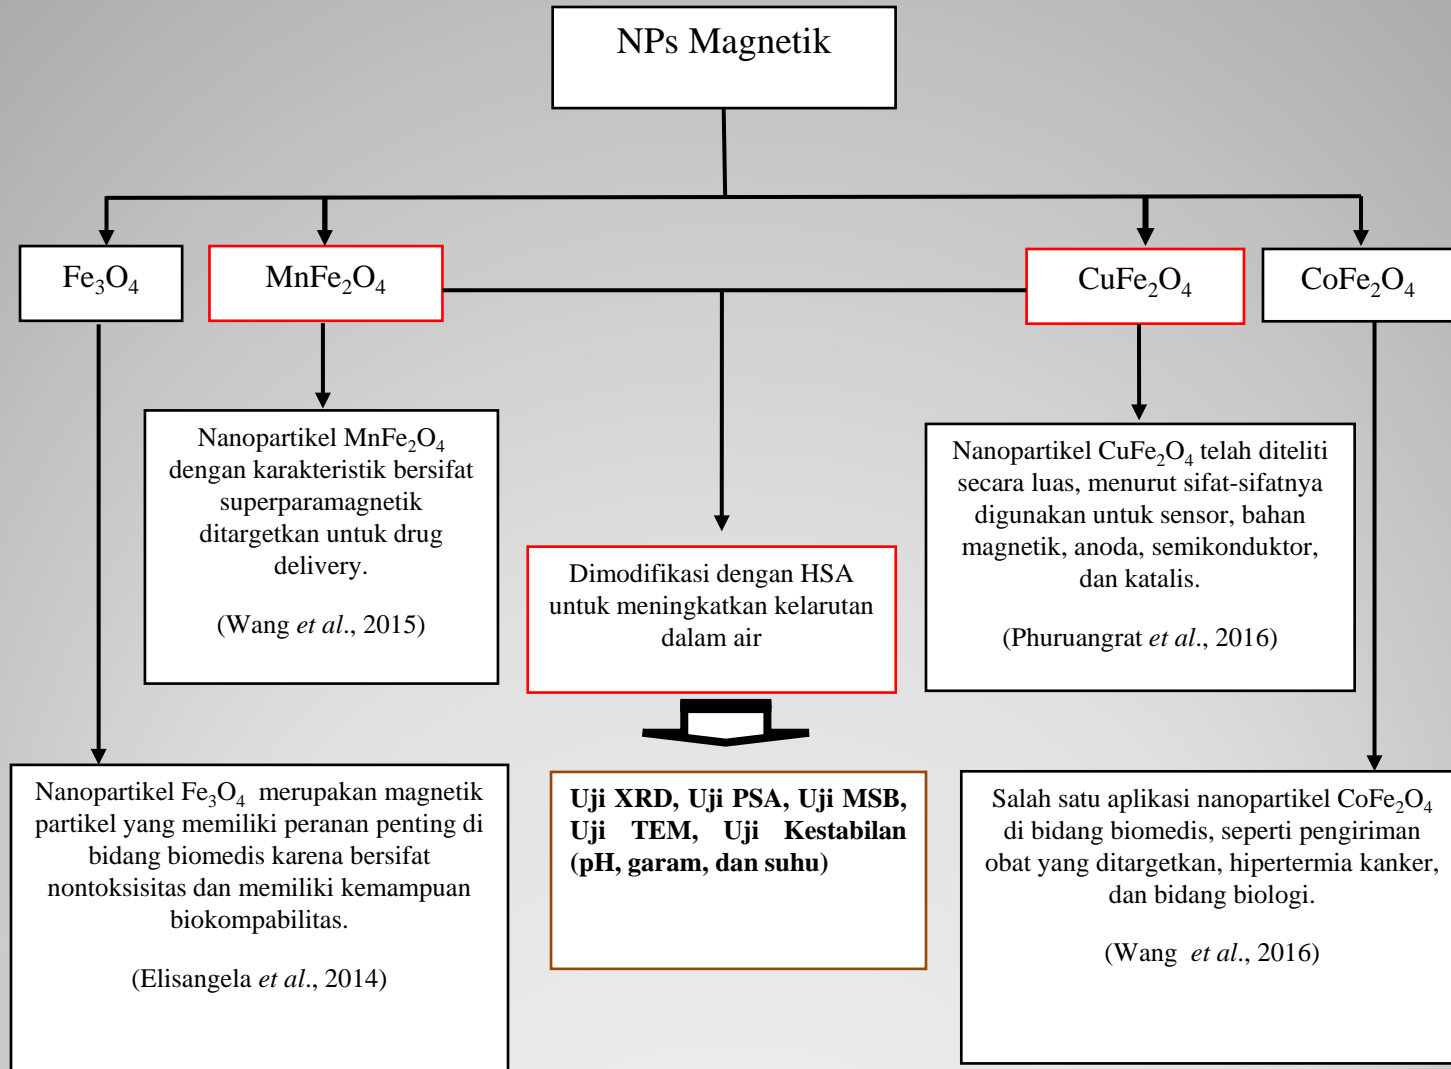 NPs Magnetik
Fe₃O₄
MnFe₂O₄
CuFe₂O₄
CoFe₂O₄
Nanopartikel MnFe₂O₄
dengan karakteristik bersifat
superparamagnetik
ditargetkan untuk drug
delivery.
(Wang et al., 2015)
Dimodifikasi dengan HSA
untuk meningkatkan kelarutan
dalam air
Nanopartikel CuFe₂O₄ telah diteliti
secara luas, menurut sifat-sifatnya
digunakan untuk sensor, bahan
magnetik, anoda, semikonduktor,
dan katalis.
(Phuruangrat et al., 2016)
Nanopartikel Fe₃O₄ merupakan magnetik
partikel yang memiliki peranan penting di
bidang biomedis karena bersifat
nontoksisitas dan memiliki kemampuan
biokompabilitas.
(Elisangela et al., 2014)
Uji XRD, Uji PSA, Uji MSB,
Uji TEM, Uji Kestabilan
(pH, garam, dan suhu)
Salah satu aplikasi nanopartikel CoFe₂O₄
di bidang biomedis, seperti pengiriman
obat yang ditargetkan, hipertermia kanker,
dan bidang biologi.
(Wang et al., 2016)